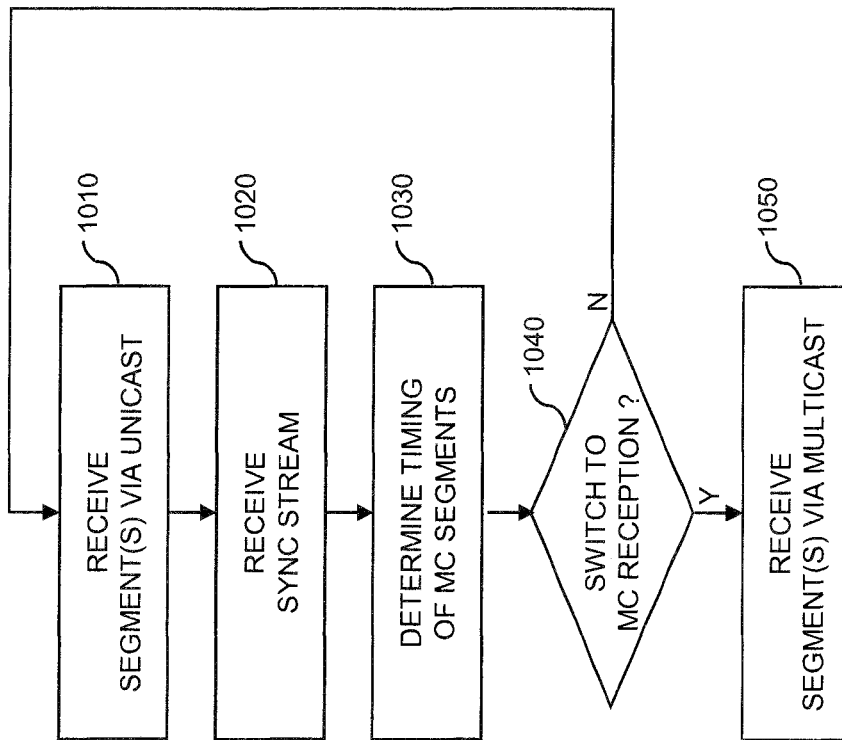 RECEIVE
SEGMENT(S) VIA UNICAST
1010
RECEIVE
SYNC STREAM
1020
DETERMINE TIMING
OF MC SEGMENTS
1030
SWITCH TO
MC RECEPTION ?
1040
N
Y
RECEIVE
SEGMENT(S) VIA MULTICAST
1050